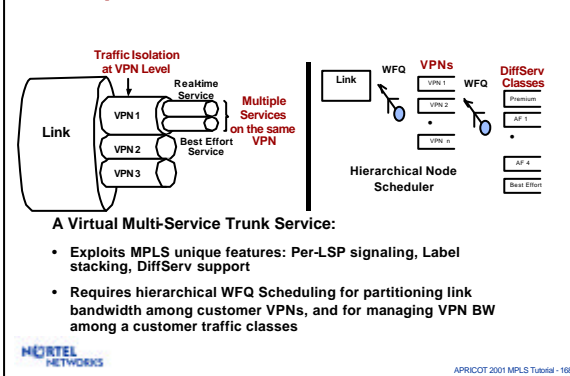 Traffic Isolation
at VPN Level
Realtime
Service
Multiple
Services
on the same
VPN
Link
VPN 1
VPN 2
VPN 3
Best Effort
Service
Link
WFQ
VPNs
VPN 1
VPN 2
•
VPN n
WFQ
DiffServ
Classes
Premium
AF 1
•
AF 4
Best Effort
Hierarchical Node
Scheduler
A Virtual Multi-Service Trunk Service:
• Exploits MPLS unique features: Per-LSP signaling, Label
stacking, DiffServ support
• Requires hierarchical WFQ Scheduling for partitioning link
bandwidth among customer VPNs, and for managing VPN BW
among a customer traffic classes
NORTEL
NETWORKS
APRICOT 2001 MPLS Tutorial - 168